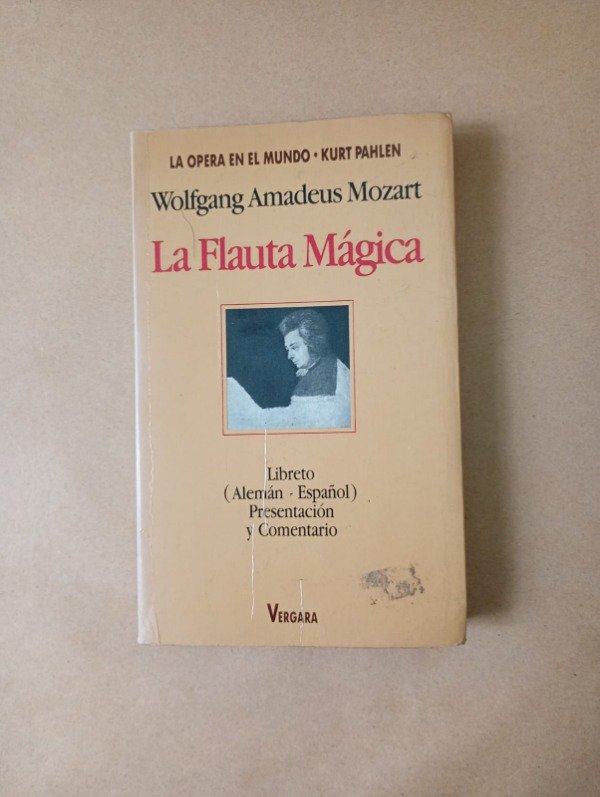 LA OPERA EN EL MUNDO · KURT PAHLEN
Wolfgang Amadeus Mozart
La Flauta Mágica
Libreto
(Alemán - Español)
Presentación
y Comentario
VERGARA